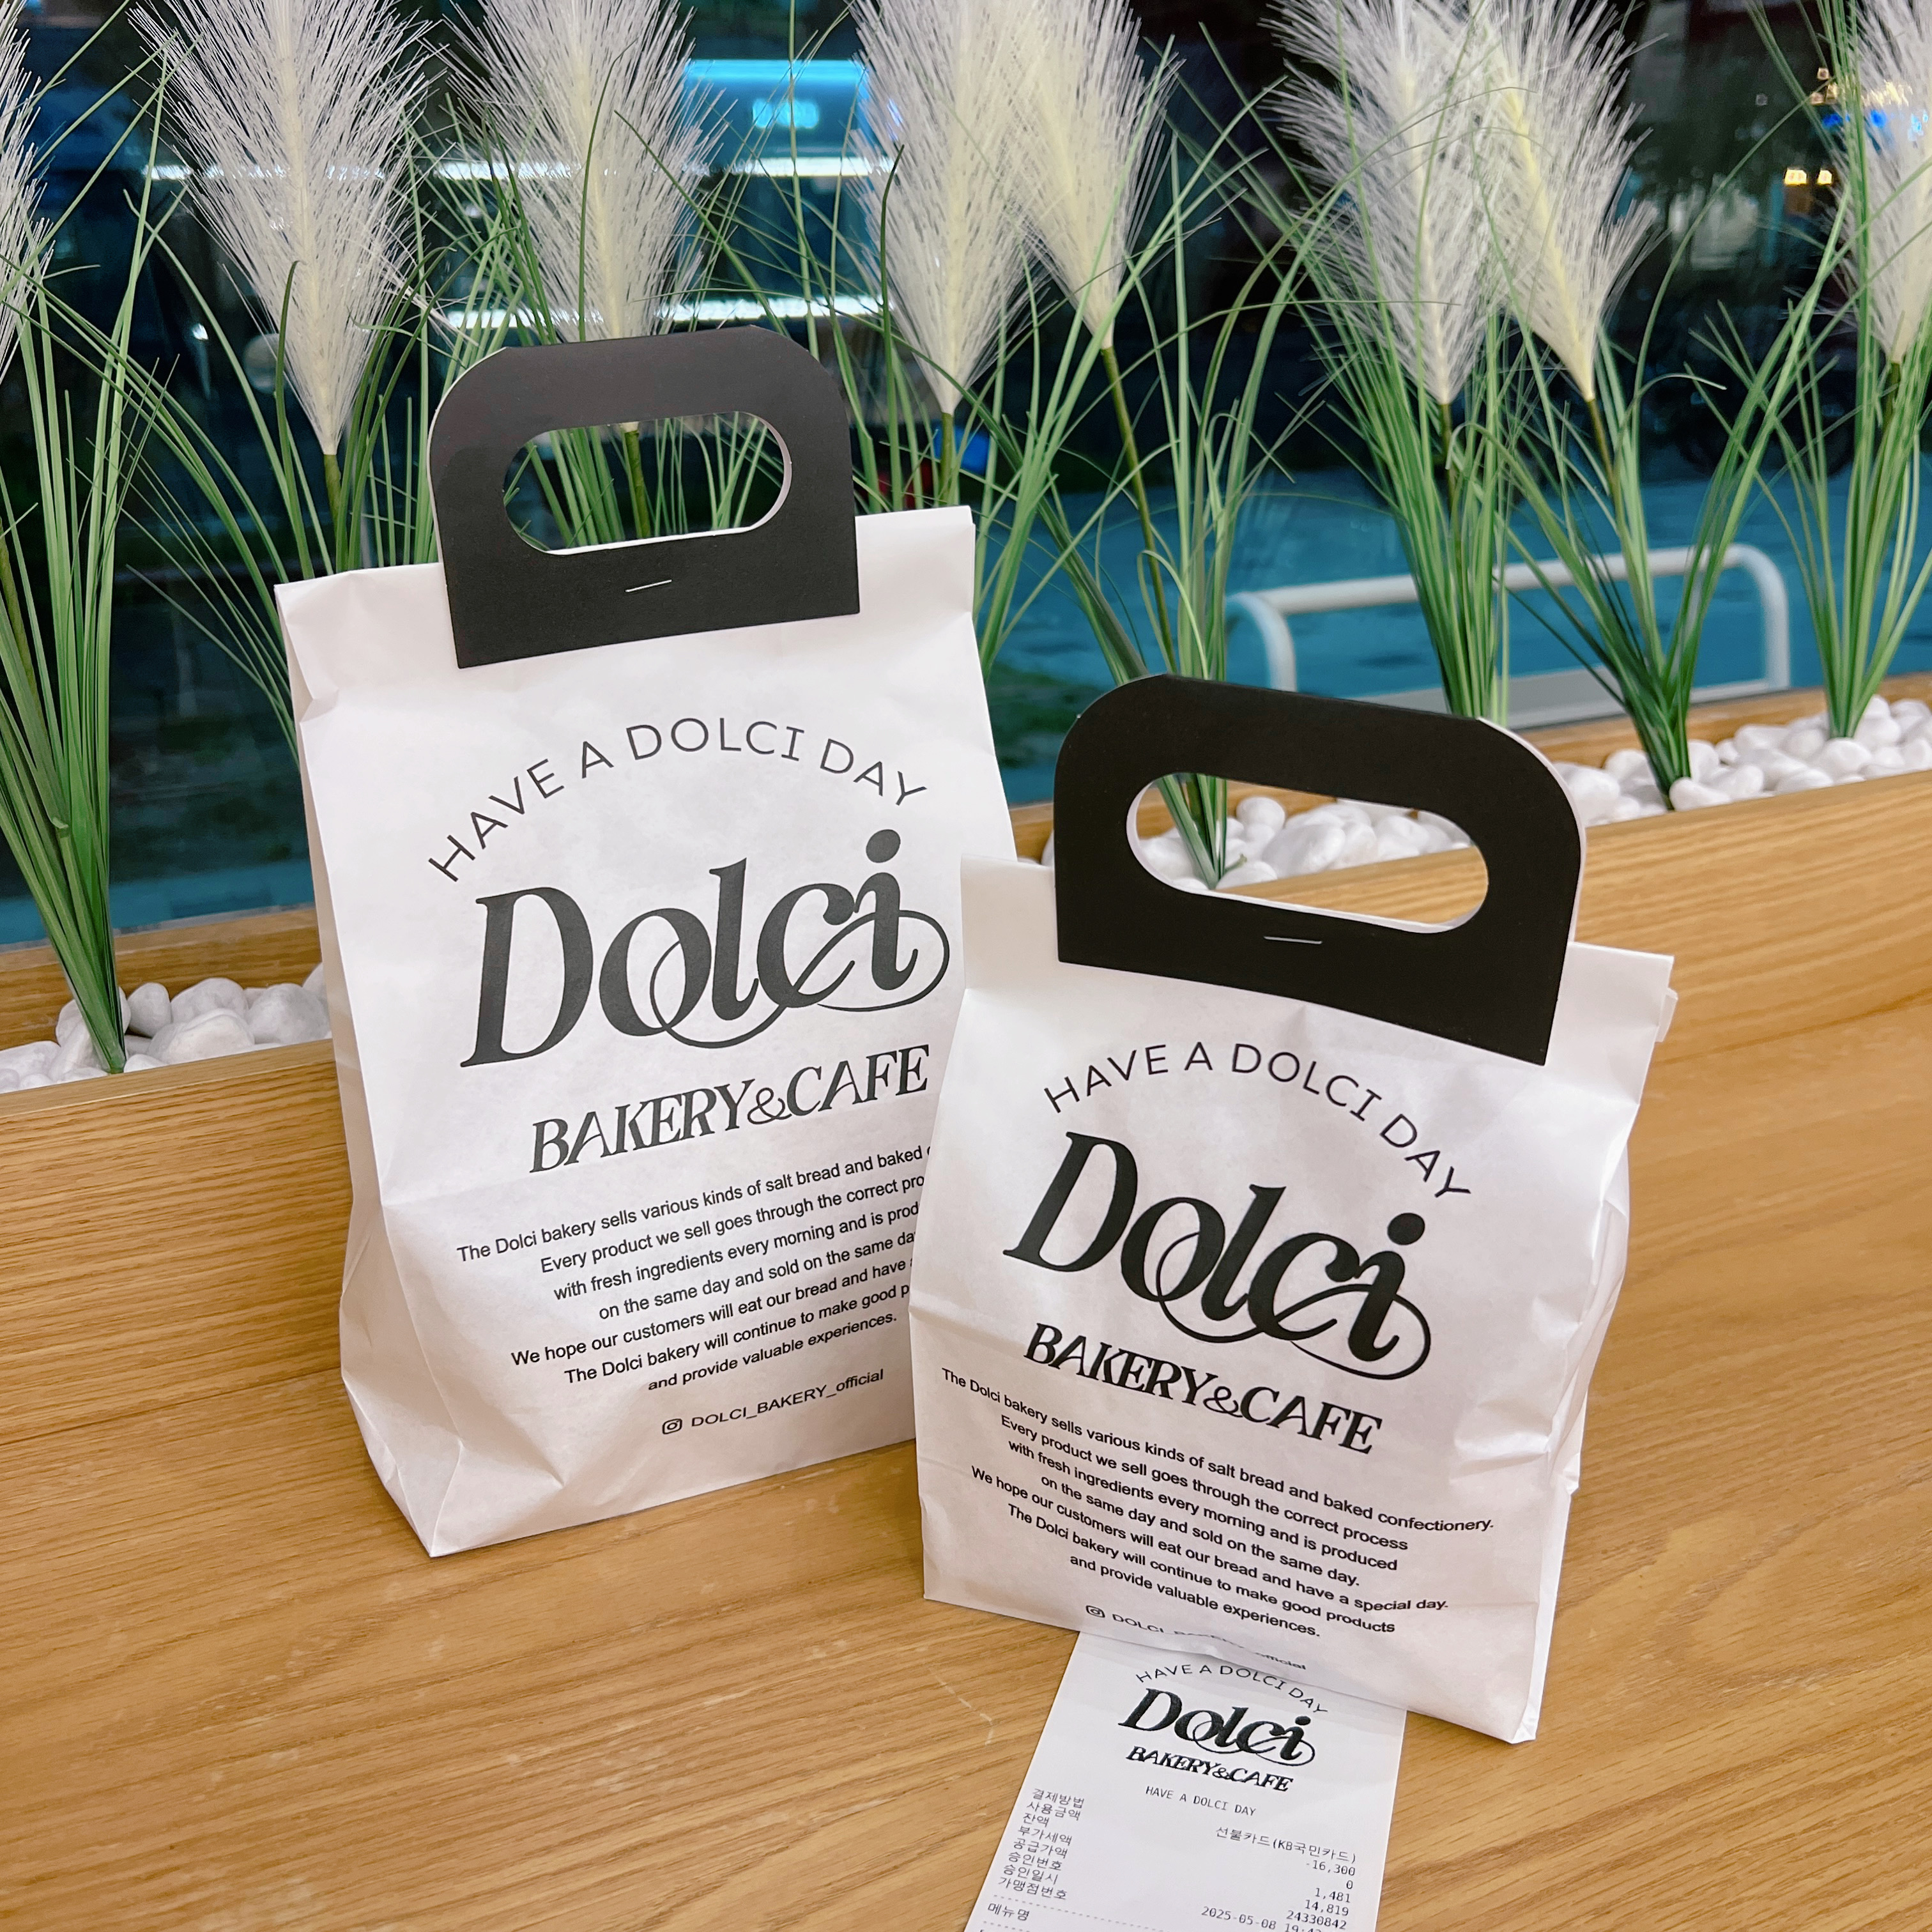 HAVE A DOLCI DAY
Dolci
BAKERY&CAFE
The Dolci bakery sells various kinds of salt bread and baked
Every product we sell goes through the correct
with fresh ingredients every morning and is
on the same day and sold on the same
We hope our customers will eat our bread and have
The Dolci bakery will continue to make good
and provide valuable experiences.
DOLCI_BAKERY_official
HAVE A DOLCI DAY
Dolci
BAKERY&CAFE
The Dolci bakery sells various kinds of salt bread and baked confectionery.
Every product we sell goes through the correct process
with fresh ingredients every morning and is produced
on the same day and sold on the same day.
We hope our customers will eat our bread and have a special day.
The Dolci bakery will continue to make good products
and provide valuable experiences.
HAVE A DOLCI DAY
Dolci
BAKERY&CAFE
HAVE A DOLCI DAY
결제방법 선불카드(KB국민카드)
사용금액 -16,300
잔액 0
부가세액 1,481
공급가액 14,819
승인번호 24330842
승인일시 2025-05-08
가맹점번호
메뉴명